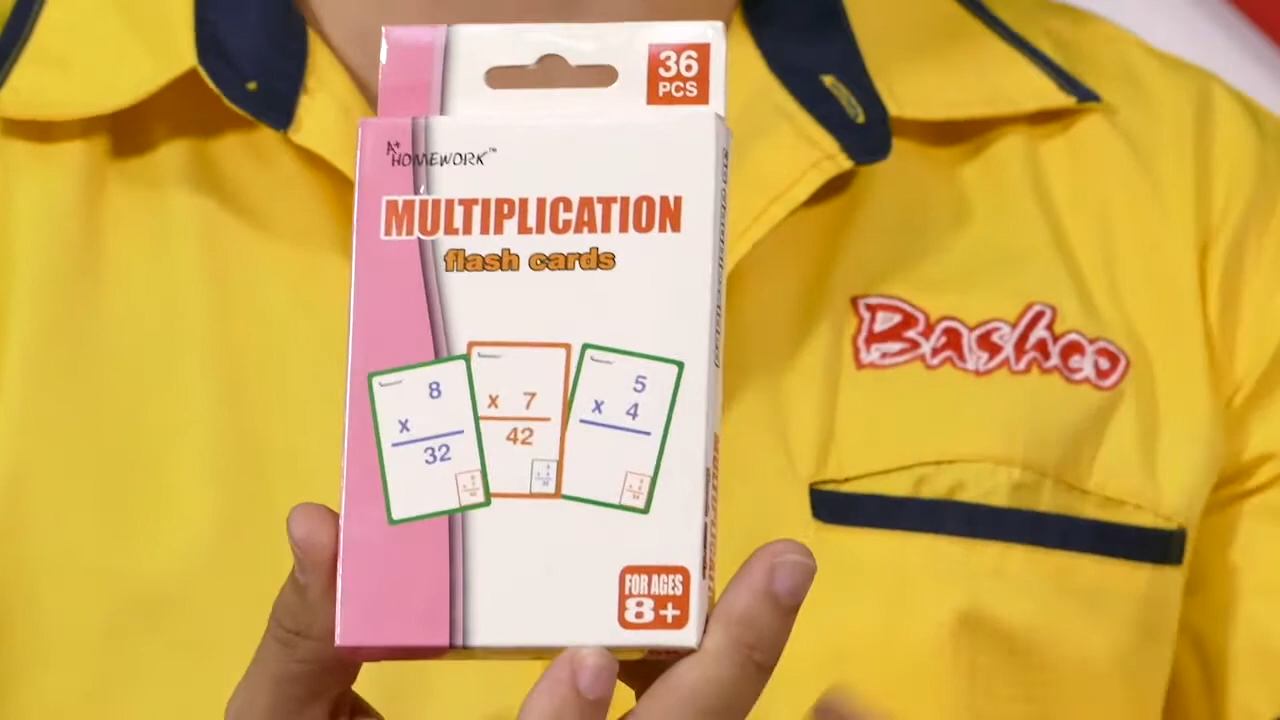 36
PCS
A+
HOMEWORK™
MULTIPLICATION
flash cards
8
x
32
x 7
42
5
x 4
FOR AGES
8+
Bashco